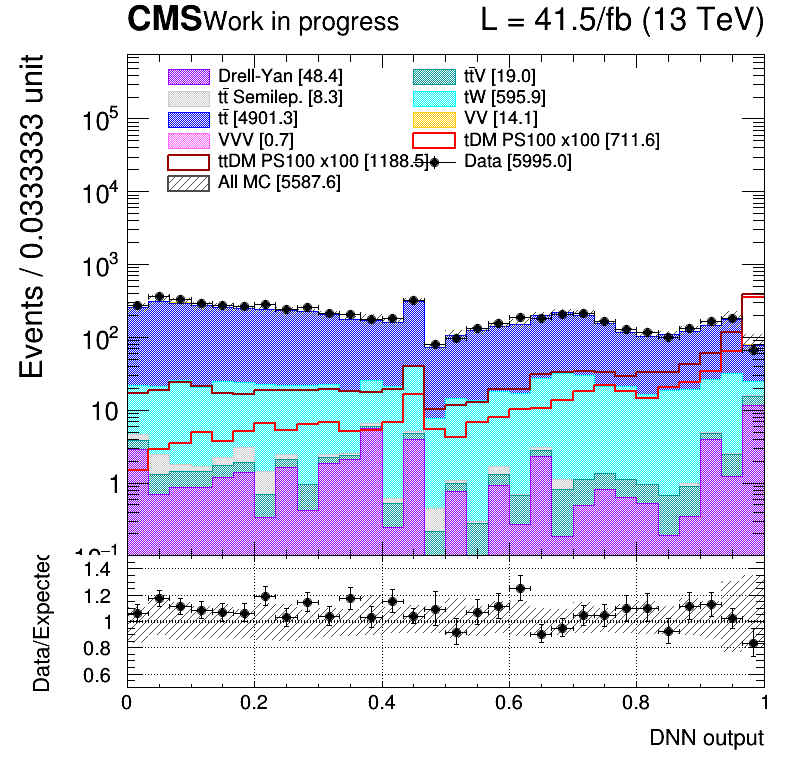 CMS Work in progress L = 41.5/fb (13 TeV)
Events / 0.0333333 unit
Drell-Yan [48.4] tt̄V [19.0]
tt̄ Semilep. [8.3] tW [595.9]
tt̄ [4901.3] VV [14.1]
VVV [0.7] tDM PS100 x100 [711.6]
ttDM PS100 x100 [1188.5] Data [5995.0]
All MC [5587.6]
10⁵
10⁴
10³
10²
10
1
10⁻¹
Data/Expected
1.4
1.2
1
0.8
0.6
0 0.2 0.4 0.6 0.8 1
DNN output